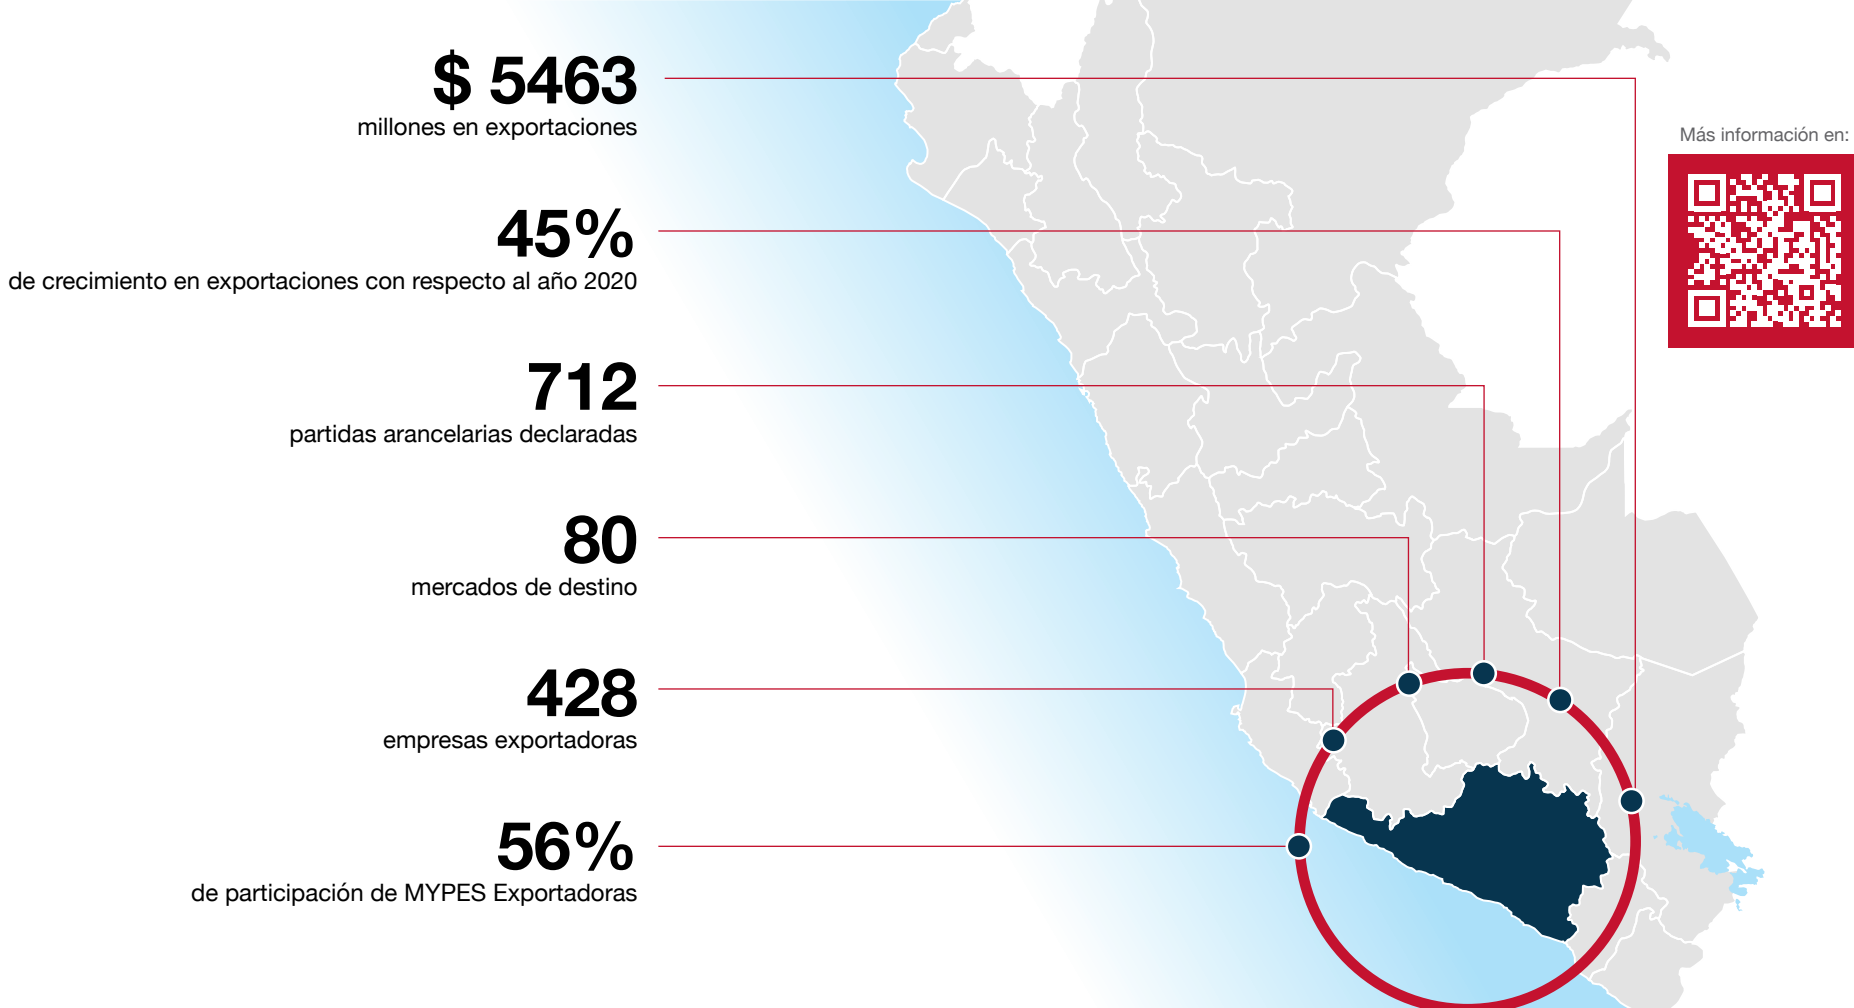 $ 5463
millones en exportaciones
Más información en:
45%
de crecimiento en exportaciones con respecto al año 2020
712
partidas arancelarias declaradas
80
mercados de destino
428
empresas exportadoras
56%
de participación de MYPES Exportadoras